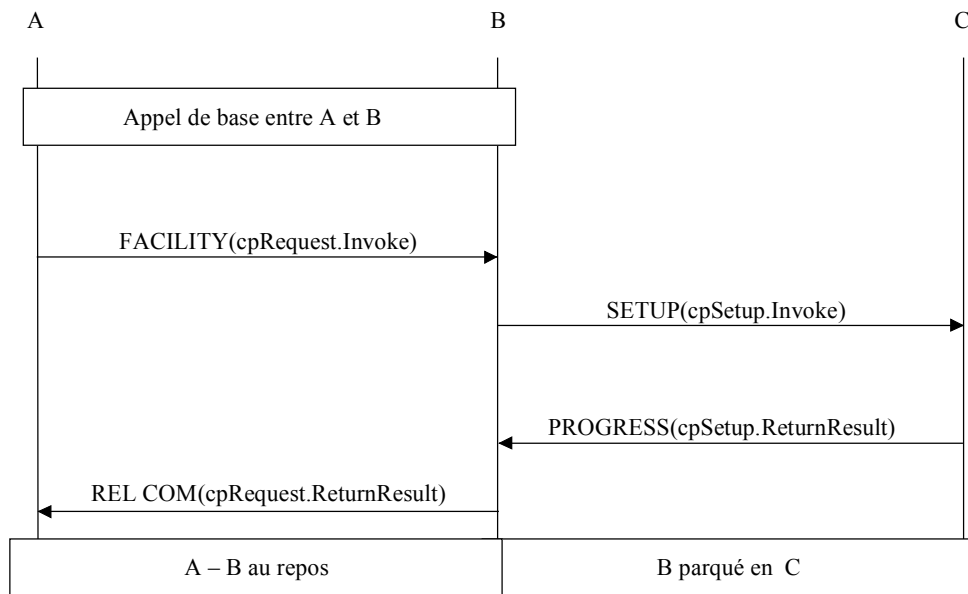 A
B
C
Appel de base entre A et B
FACILITY(cpRequest.Invoke)
SETUP(cpSetup.Invoke)
PROGRESS(cpSetup.ReturnResult)
REL COM(cpRequest.ReturnResult)
A – B au repos
B parqué en C